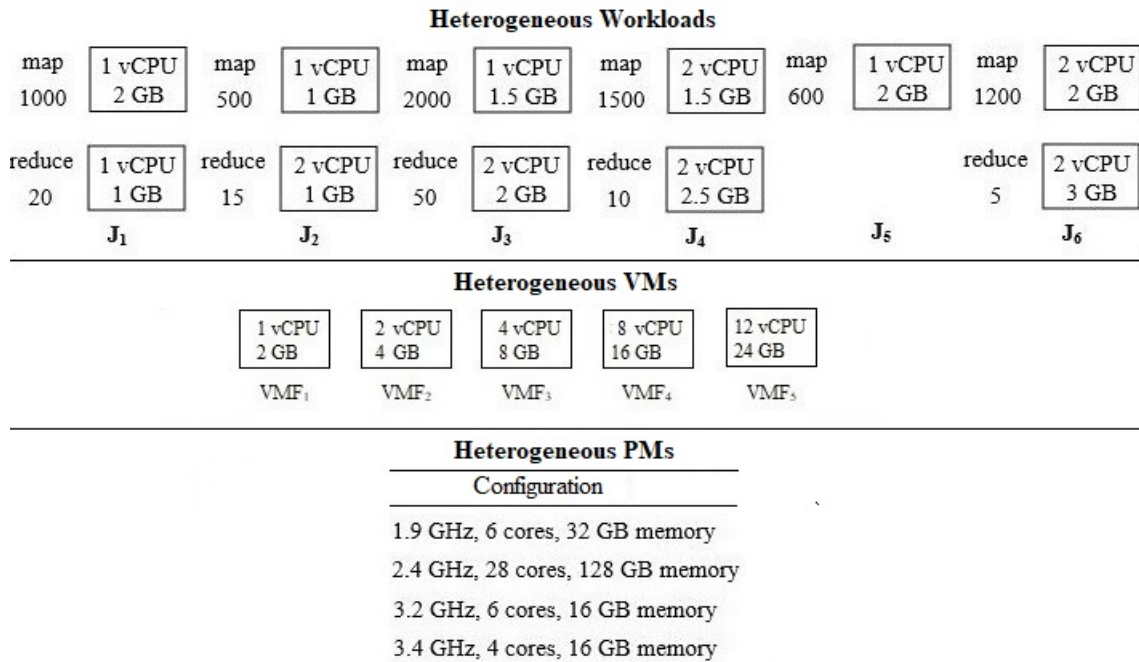 Heterogeneous Workloads
map 1 vCPU map 1 vCPU map 1 vCPU map 2 vCPU map 1 vCPU map 2 vCPU
1000 2 GB 500 1 GB 2000 1.5 GB 1500 1.5 GB 600 2 GB 1200 2 GB
reduce 1 vCPU reduce 2 vCPU reduce 2 vCPU reduce 2 vCPU reduce 2 vCPU
20 1 GB 15 1 GB 50 2 GB 10 2.5 GB 5 3 GB
J₁ J₂ J₃ J₄ J₅ J₆
Heterogeneous VMs
1 vCPU 2 vCPU 4 vCPU 8 vCPU 12 vCPU
2 GB 4 GB 8 GB 16 GB 24 GB
VMF₁ VMF₂ VMF₃ VMF₄ VMF₅
Heterogeneous PMs
Configuration
1.9 GHz, 6 cores, 32 GB memory
2.4 GHz, 28 cores, 128 GB memory
3.2 GHz, 6 cores, 16 GB memory
3.4 GHz, 4 cores, 16 GB memory